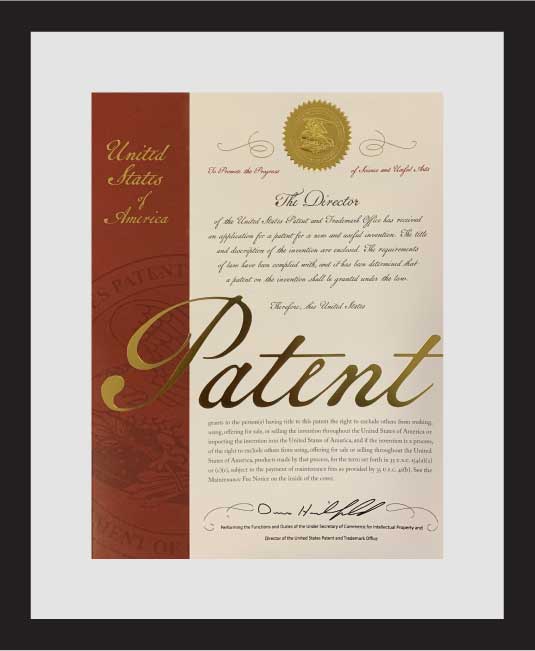 United
States
of
America
To Promote the Progress
of Science and Useful Arts
The Director
of the United States Patent and Trademark Office has received
an application for a patent for a new and useful invention. The title
and description of the invention are enclosed. The requirements
of law have been complied with, and it has been determined that
a patent on the invention shall be granted under the law.
Therefore, this United States
Patent
grants to the person(s) having title to this patent the right to exclude others from making,
using, offering for sale, or selling the invention throughout the United States of America or
importing the invention into the United States of America, and if the invention is a process,
of the right to exclude others from using, offering for sale or selling throughout the United
States of America, products made by that process, for the term set forth in 35 U.S.C. 154(a)(2)
or (c)(1), subject to the payment of maintenance fees as provided by 35 U.S.C. 41(b). See the
Maintenance Fee Notice on the inside of the cover.
Performing the Functions and Duties of the Under Secretary of Commerce for Intellectual Property and
Director of the United States Patent and Trademark Office